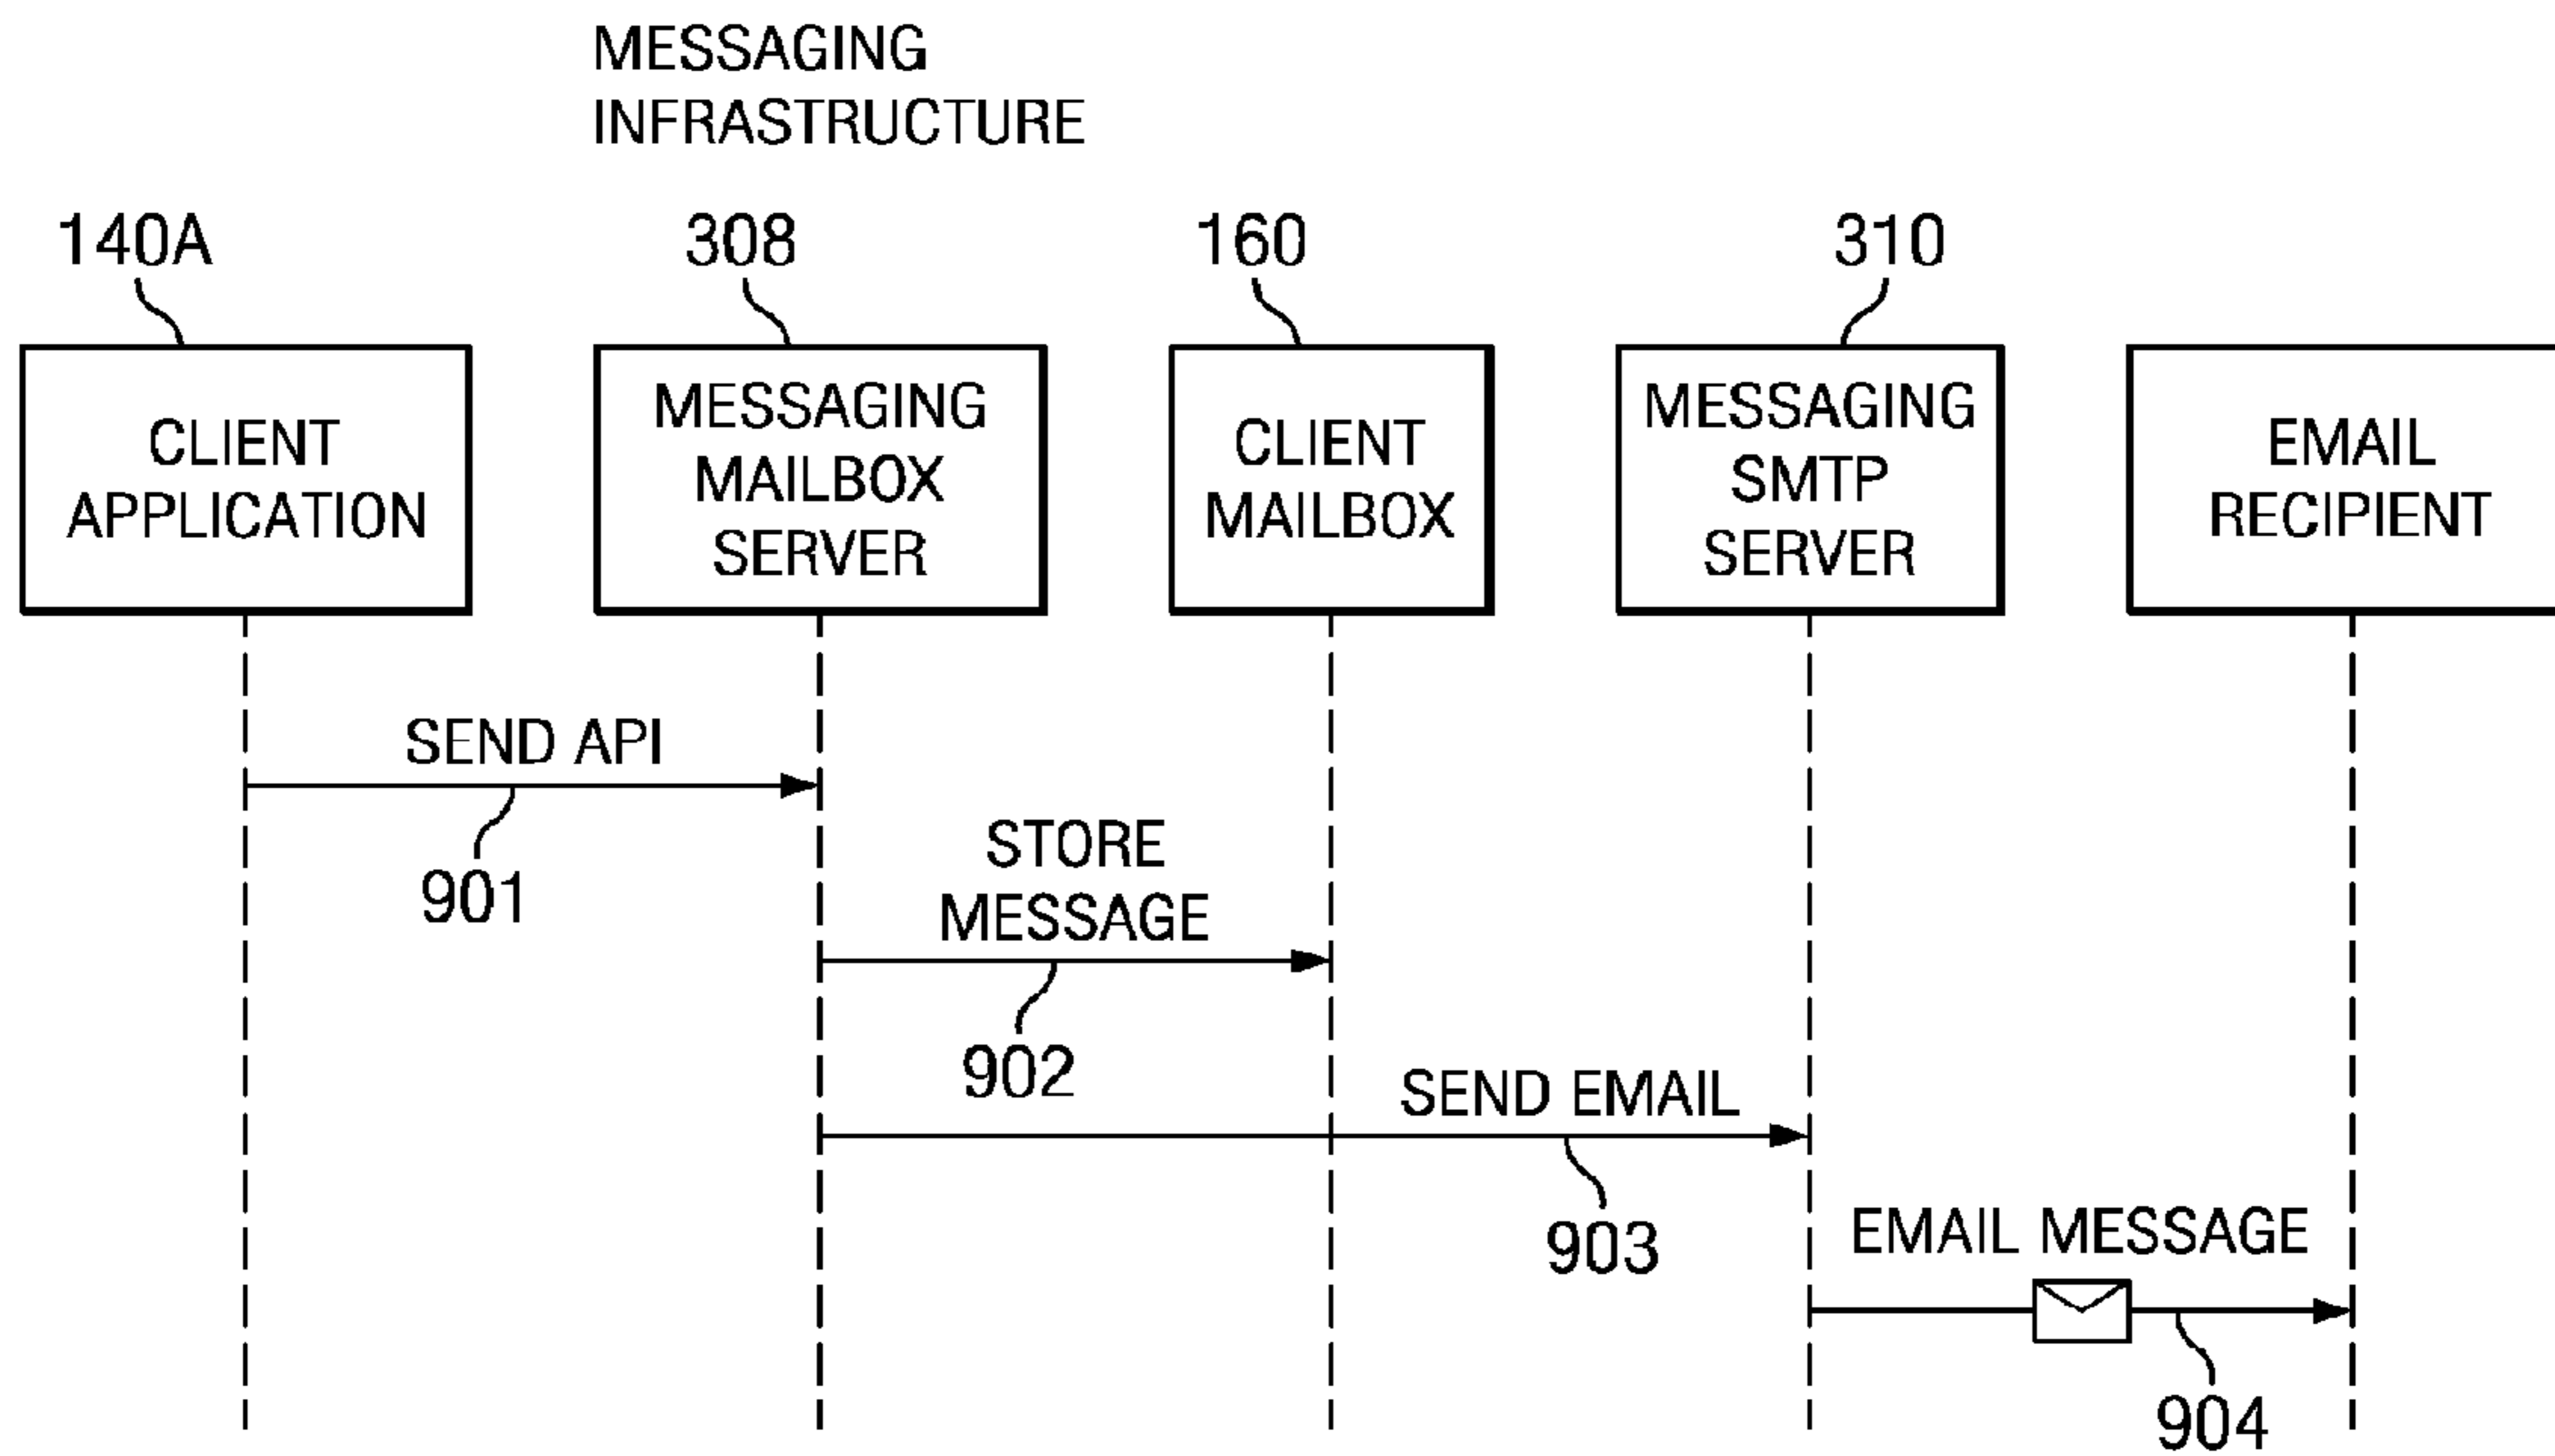 MESSAGING
INFRASTRUCTURE
140A
308
160
310
CLIENT
APPLICATION
MESSAGING
MAILBOX
SERVER
CLIENT
MAILBOX
MESSAGING
SMTP
SERVER
EMAIL
RECIPIENT
SEND API
901
STORE
MESSAGE
902
SEND EMAIL
903
EMAIL MESSAGE
904